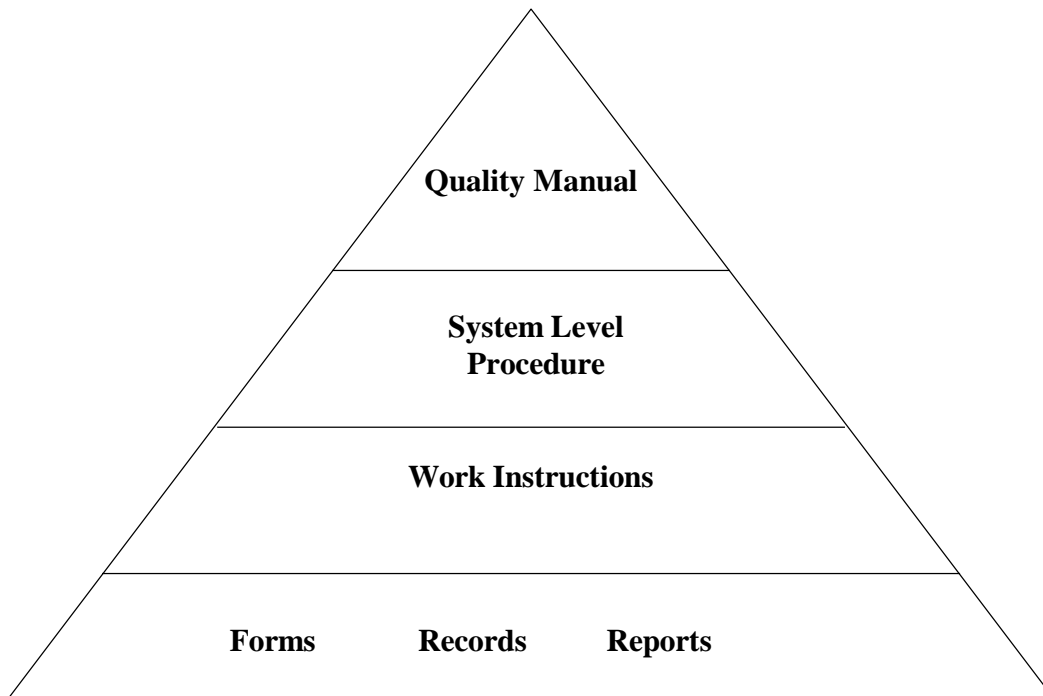 Quality Manual
System Level
Procedure
Work Instructions
Forms Records Reports